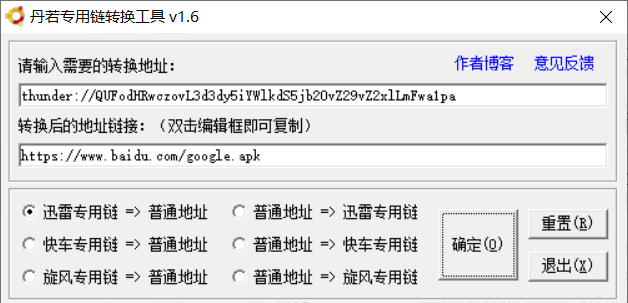 丹若专用链转换工具 v1.6
请输入需要的转换地址：
作者博客 意见反馈
thunder://QUFodHRwczovL3d3dy5iYWlkdS5jb20vZ29vZ2xlLmFwa1pa
转换后的地址链接：（双击编辑框即可复制）
https://www.baidu.com/google.apk
迅雷专用链 => 普通地址 普通地址 => 迅雷专用链
快车专用链 => 普通地址 普通地址 => 快车专用链
旋风专用链 => 普通地址 普通地址 => 旋风专用链
确定(O)
重置(R)
退出(X)